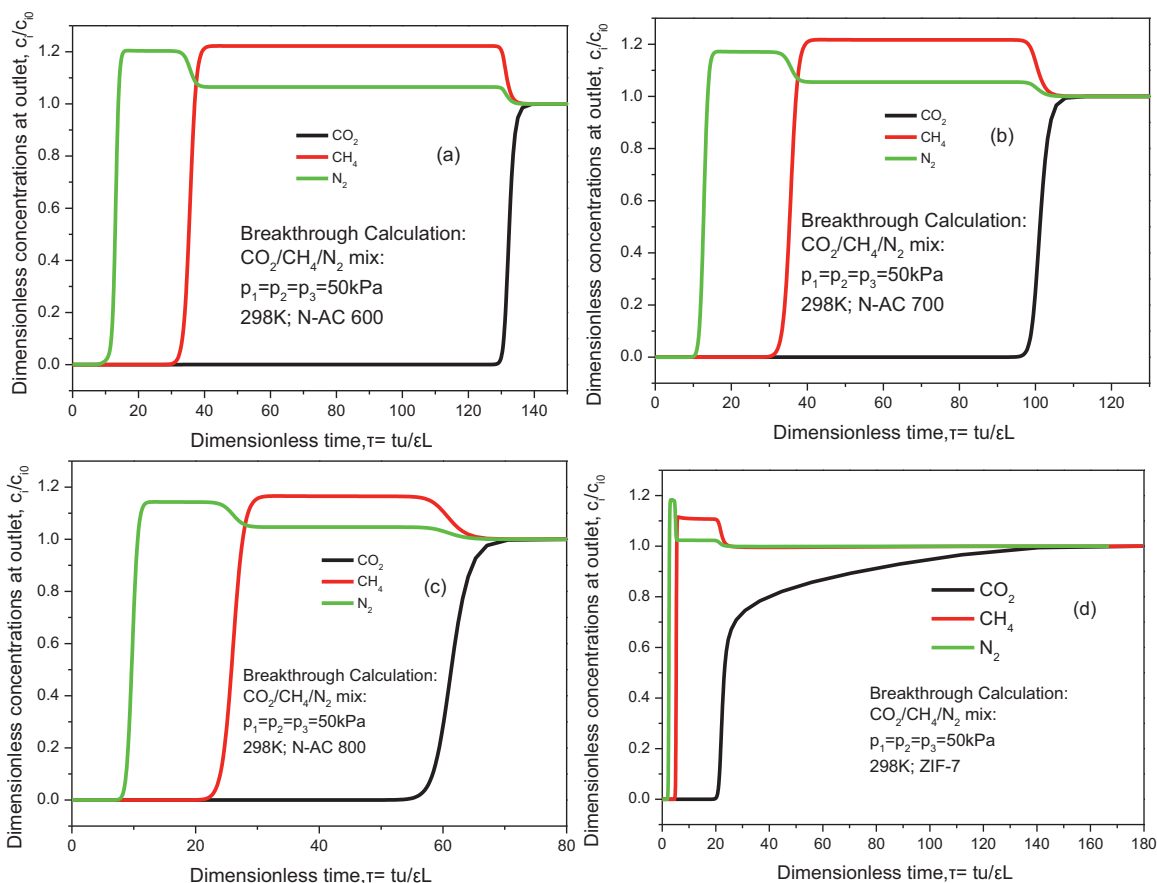 Dimensionless concentrations at outlet, cᵢ/cᵢ₀
1.2
1.0
0.8
0.6
0.4
0.2
0.0
CO₂
CH₄
N₂
(a)
Breakthrough Calculation:
CO₂/CH₄/N₂ mix:
p₁=p₂=p₃=50kPa
298K; N-AC 600
0 20 40 60 80 100 120 140
Dimensionless time,τ= tu/εL
Dimensionless concentrations at outlet, cᵢ/cᵢ₀
1.2
1.0
0.8
0.6
0.4
0.2
0.0
CO₂
CH₄
N₂
(b)
Breakthrough Calculation:
CO₂/CH₄/N₂ mix:
p₁=p₂=p₃=50kPa
298K; N-AC 700
0 20 40 60 80 100 120
Dimensionless time,τ= tu/εL
Dimensionless concentrations at outlet, cᵢ/cᵢ₀
1.2
1.0
0.8
0.6
0.4
0.2
0.0
CO₂
CH₄
N₂
(c)
Breakthrough Calculation:
CO₂/CH₄/N₂ mix:
p₁=p₂=p₃=50kPa
298K; N-AC 800
0 20 40 60 80
Dimensionless time,τ= tu/εL
Dimensionless concentrations at outlet, cᵢ/cᵢ₀
1.2
1.0
0.8
0.6
0.4
0.2
0.0
CO₂
CH₄
N₂
(d)
Breakthrough Calculation:
CO₂/CH₄/N₂ mix:
p₁=p₂=p₃=50kPa
298K; ZIF-7
0 20 40 60 80 100 120 140 160 180
Dimensionless time,τ= tu/εL